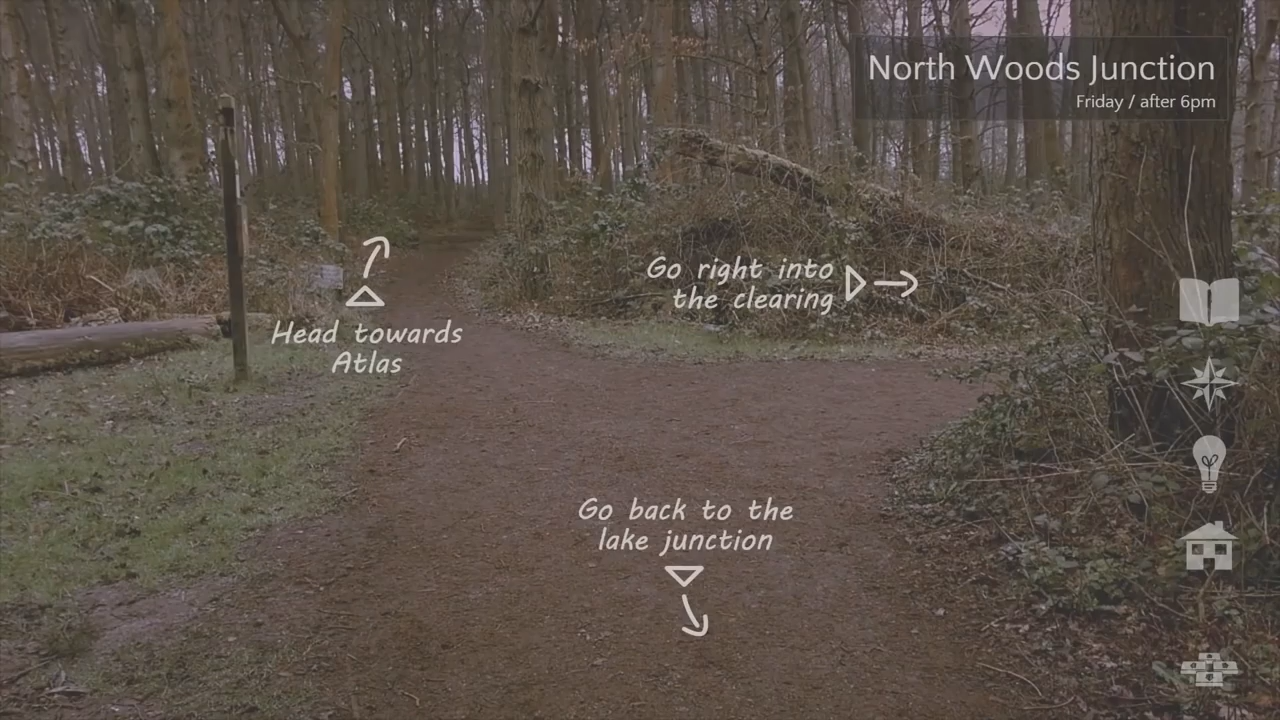 North Woods Junction
Friday / after 6pm
Go right into
the clearing
Head towards
Atlas
Go back to the
lake junction